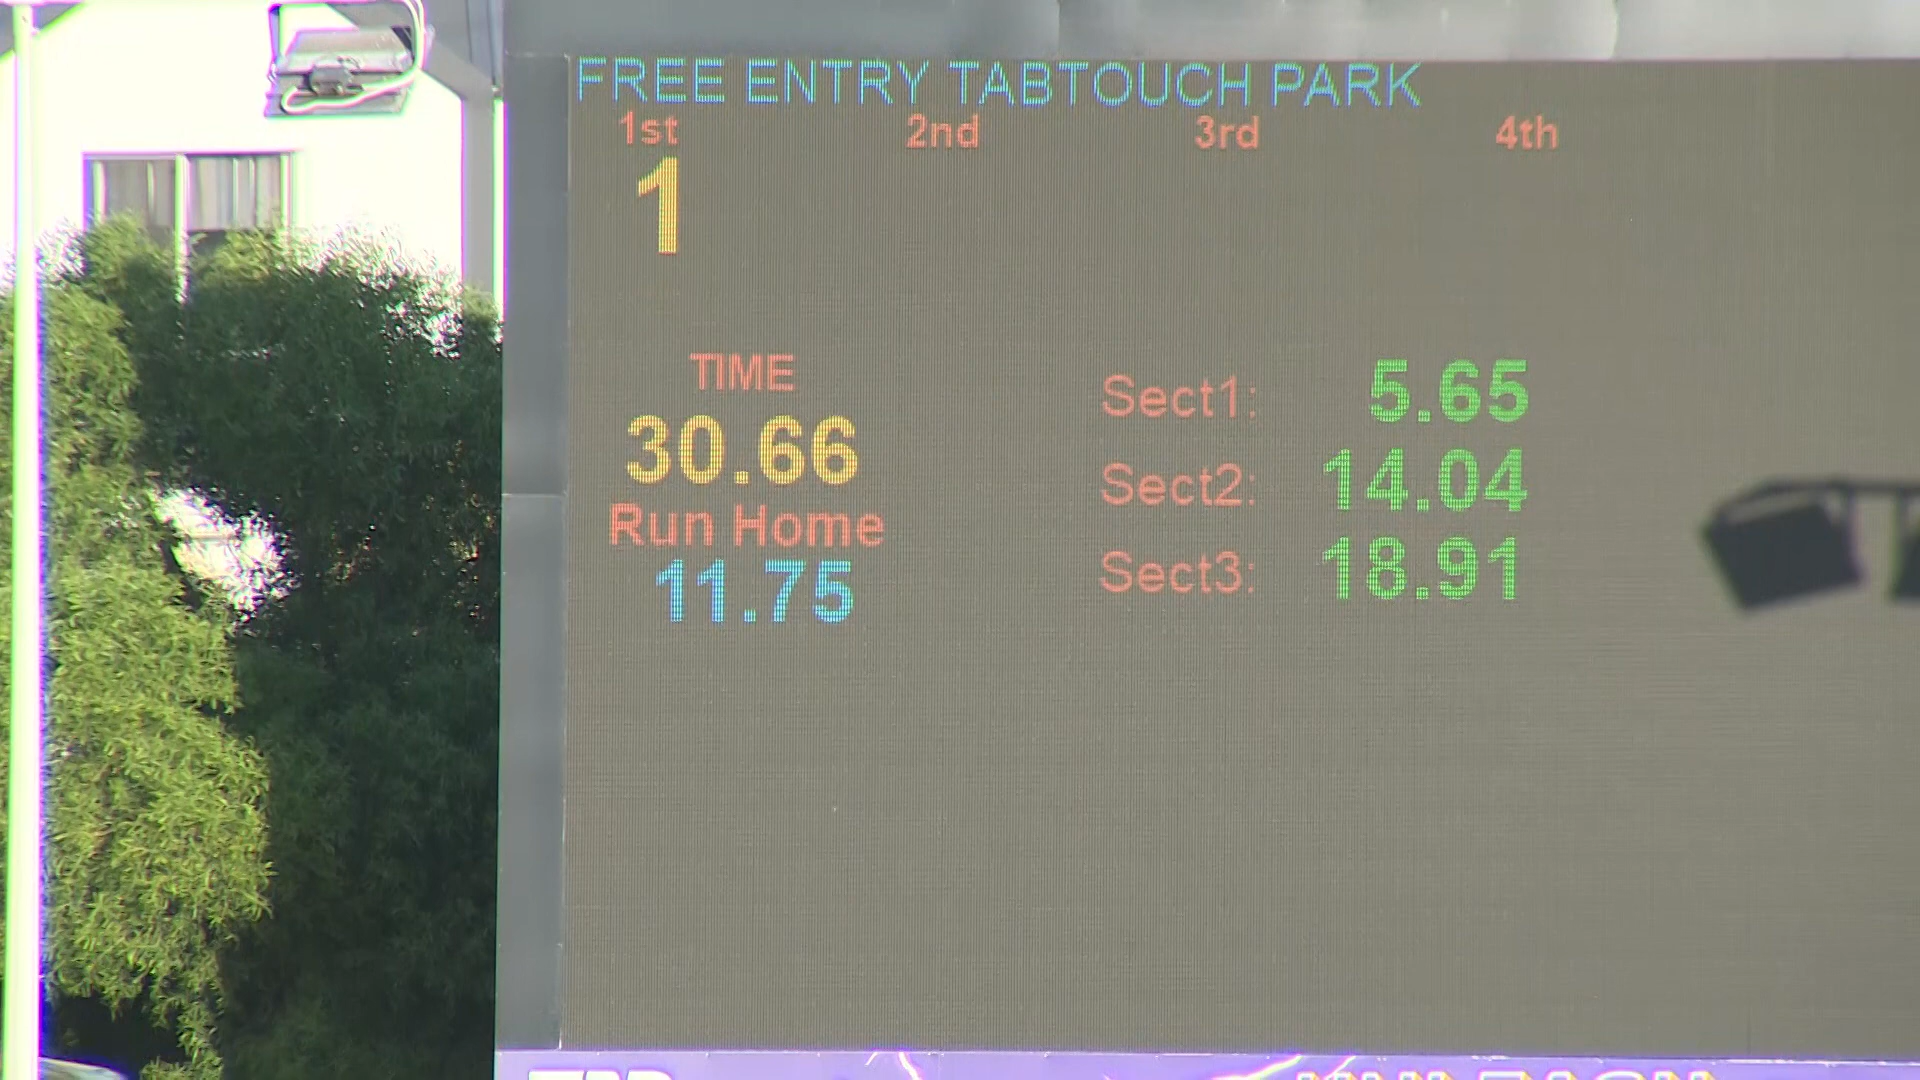 FREE ENTRY TABTOUCH PARK
1st 2nd 3rd 4th
1
TIME
30.66
Run Home
11.75
Sect1: 5.65
Sect2: 14.04
Sect3: 18.91